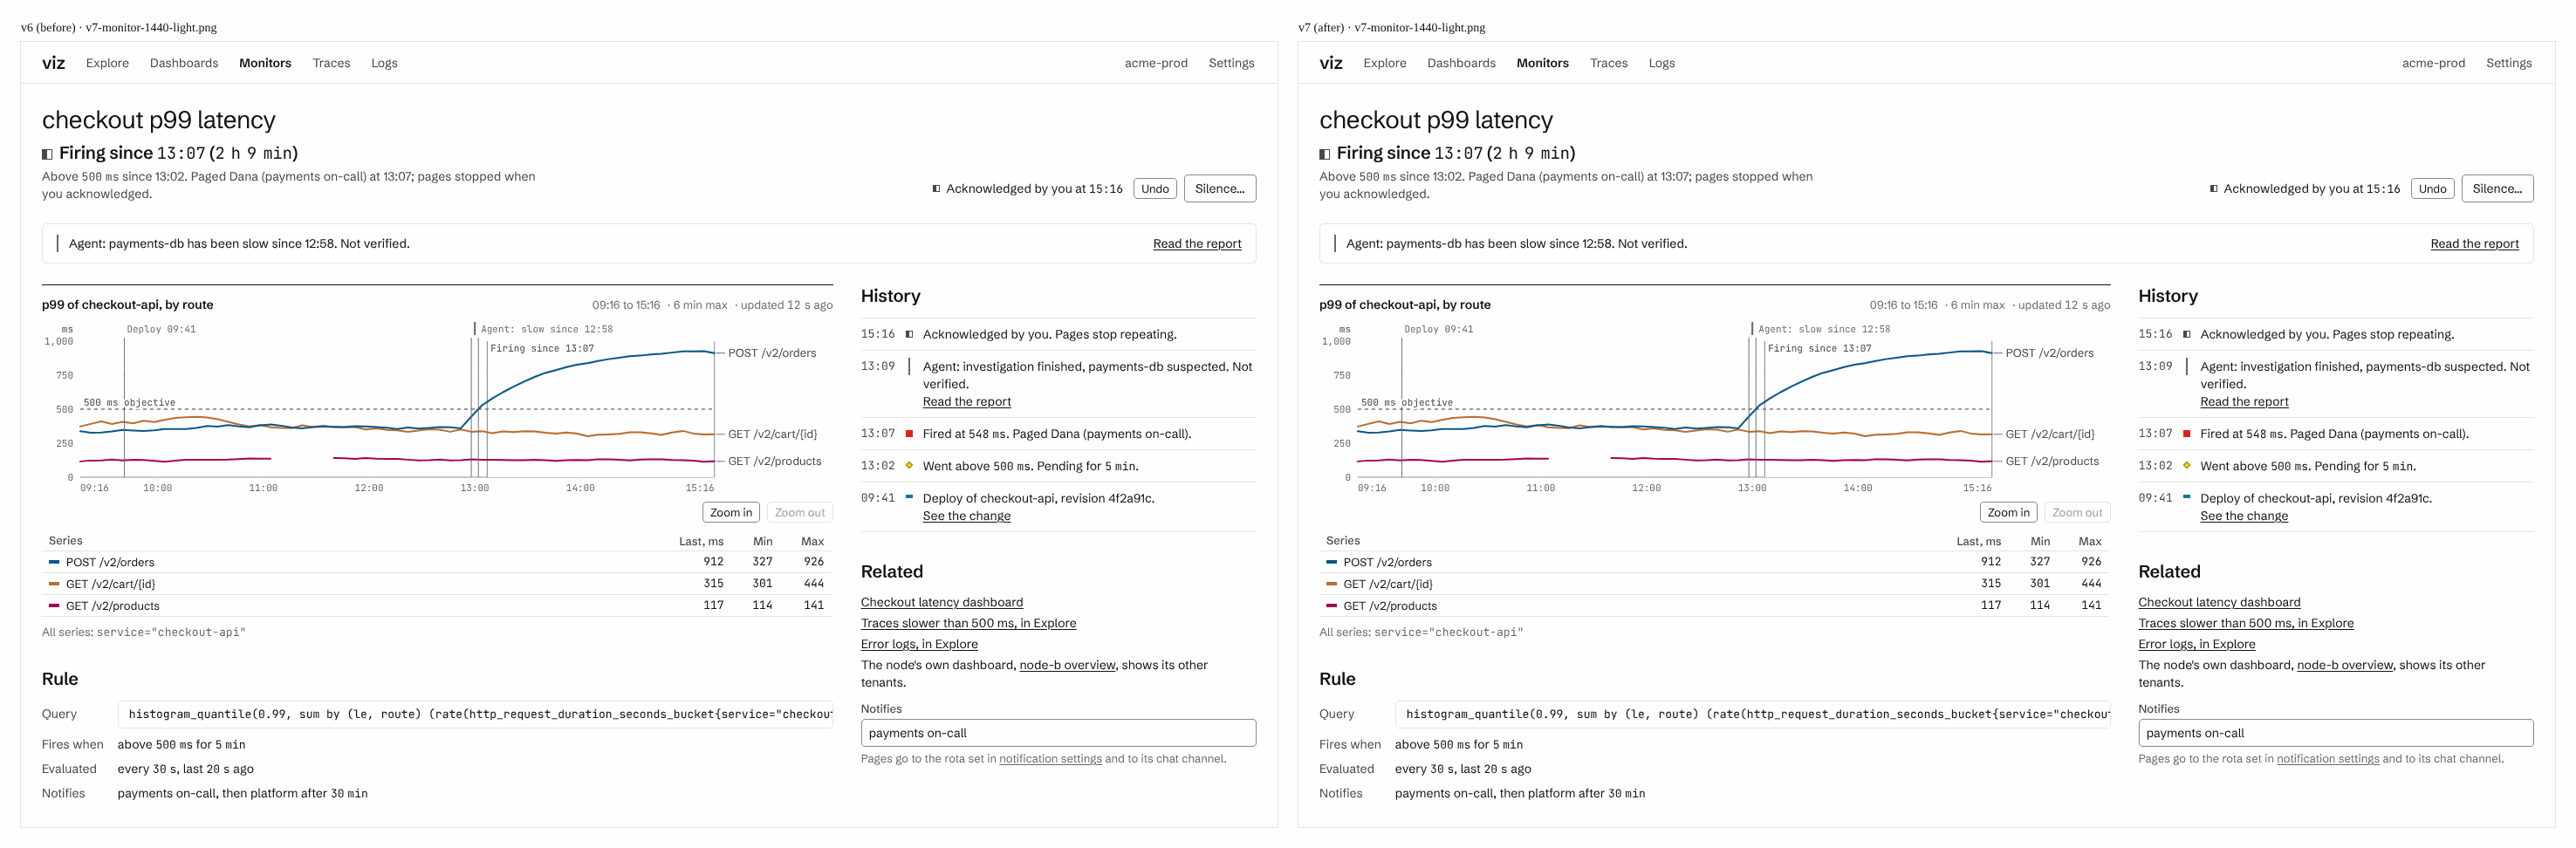 v6 (before) · v7-monitor-1440-light.png
viz Explore Dashboards Monitors Traces Logs acme-prod Settings
checkout p99 latency
Firing since 13:07 (2 h 9 min)
Above 500 ms since 13:02. Paged Dana (payments on-call) at 13:07; pages stopped when
you acknowledged.
Acknowledged by you at 15:16 Undo Silence...
Agent: payments-db has been slow since 12:58. Not verified. Read the report
p99 of checkout-api, by route 09:16 to 15:16 · 6 min max · updated 12 s ago
ms Deploy 09:41 Agent: slow since 12:58
1,000 Firing since 13:07
POST /v2/orders
750
500 ms objective
500
GET /v2/cart/{id}
250
GET /v2/products
0
09:16 10:00 11:00 12:00 13:00 14:00 15:16
Zoom in Zoom out
Series Last, ms Min Max
POST /v2/orders 912 327 926
GET /v2/cart/{id} 315 301 444
GET /v2/products 117 114 141
All series: service="checkout-api"
Rule
Query histogram_quantile(0.99, sum by (le, route) (rate(http_request_duration_seconds_bucket{service="checkout
Fires when above 500 ms for 5 min
Evaluated every 30 s, last 20 s ago
Notifies payments on-call, then platform after 30 min
History
15:16 Acknowledged by you. Pages stop repeating.
13:09 Agent: investigation finished, payments-db suspected. Not
verified.
Read the report
13:07 Fired at 548 ms. Paged Dana (payments on-call).
13:02 Went above 500 ms. Pending for 5 min.
09:41 Deploy of checkout-api, revision 4f2a91c.
See the change
Related
Checkout latency dashboard
Traces slower than 500 ms, in Explore
Error logs, in Explore
The node's own dashboard, node-b overview, shows its other
tenants.
Notifies
payments on-call
Pages go to the rota set in notification settings and to its chat channel.
v7 (after) · v7-monitor-1440-light.png
viz Explore Dashboards Monitors Traces Logs acme-prod Settings
checkout p99 latency
Firing since 13:07 (2 h 9 min)
Above 500 ms since 13:02. Paged Dana (payments on-call) at 13:07; pages stopped when
you acknowledged.
Acknowledged by you at 15:16 Undo Silence...
Agent: payments-db has been slow since 12:58. Not verified. Read the report
p99 of checkout-api, by route 09:16 to 15:16 · 6 min max · updated 12 s ago
ms Deploy 09:41 Agent: slow since 12:58
1,000 Firing since 13:07
POST /v2/orders
750
500 ms objective
500
GET /v2/cart/{id}
250
GET /v2/products
0
09:16 10:00 11:00 12:00 13:00 14:00 15:16
Zoom in Zoom out
Series Last, ms Min Max
POST /v2/orders 912 327 926
GET /v2/cart/{id} 315 301 444
GET /v2/products 117 114 141
All series: service="checkout-api"
Rule
Query histogram_quantile(0.99, sum by (le, route) (rate(http_request_duration_seconds_bucket{service="checkout
Fires when above 500 ms for 5 min
Evaluated every 30 s, last 20 s ago
Notifies payments on-call, then platform after 30 min
History
15:16 Acknowledged by you. Pages stop repeating.
13:09 Agent: investigation finished, payments-db suspected. Not
verified.
Read the report
13:07 Fired at 548 ms. Paged Dana (payments on-call).
13:02 Went above 500 ms. Pending for 5 min.
09:41 Deploy of checkout-api, revision 4f2a91c.
See the change
Related
Checkout latency dashboard
Traces slower than 500 ms, in Explore
Error logs, in Explore
The node's own dashboard, node-b overview, shows its other
tenants.
Notifies
payments on-call
Pages go to the rota set in notification settings and to its chat channel.